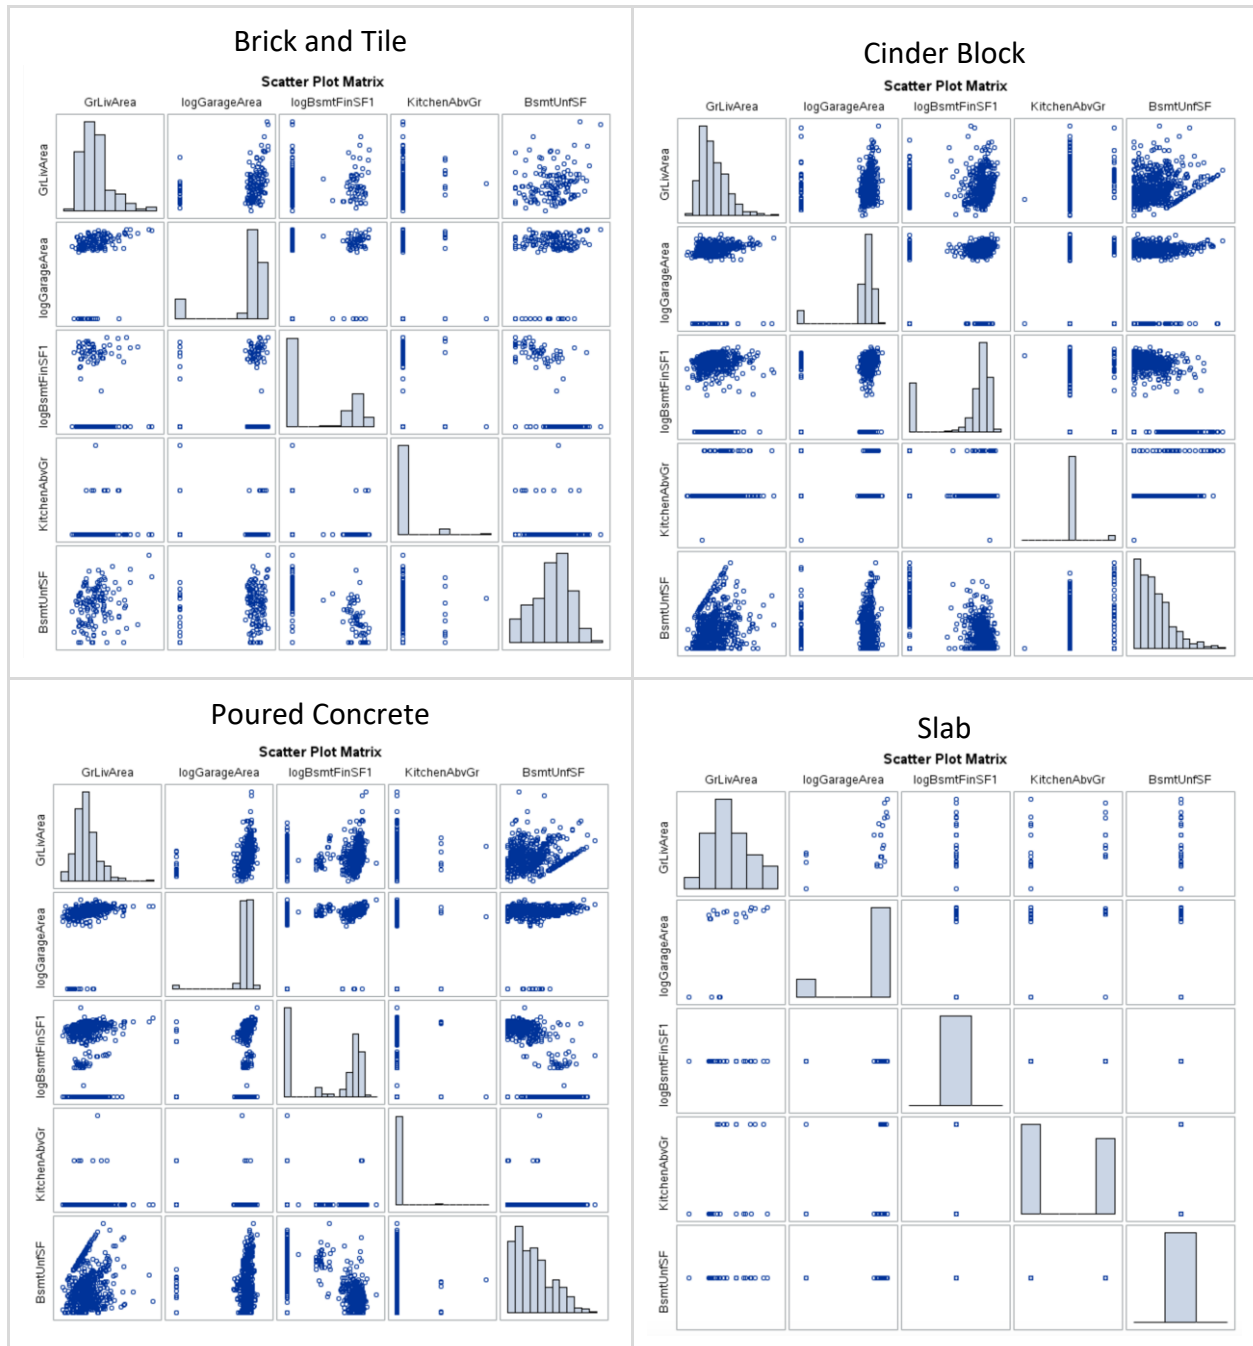 Brick and Tile
Scatter Plot Matrix
GrLivArea logGarageArea logBsmtFinSF1 KitchenAbvGr BsmtUnfSF
GrLivArea
logGarageArea
logBsmtFinSF1
KitchenAbvGr
BsmtUnfSF
Cinder Block
Scatter Plot Matrix
GrLivArea logGarageArea logBsmtFinSF1 KitchenAbvGr BsmtUnfSF
GrLivArea
logGarageArea
logBsmtFinSF1
KitchenAbvGr
BsmtUnfSF
Poured Concrete
Scatter Plot Matrix
GrLivArea logGarageArea logBsmtFinSF1 KitchenAbvGr BsmtUnfSF
GrLivArea
logGarageArea
logBsmtFinSF1
KitchenAbvGr
BsmtUnfSF
Slab
Scatter Plot Matrix
GrLivArea logGarageArea logBsmtFinSF1 KitchenAbvGr BsmtUnfSF
GrLivArea
logGarageArea
logBsmtFinSF1
KitchenAbvGr
BsmtUnfSF